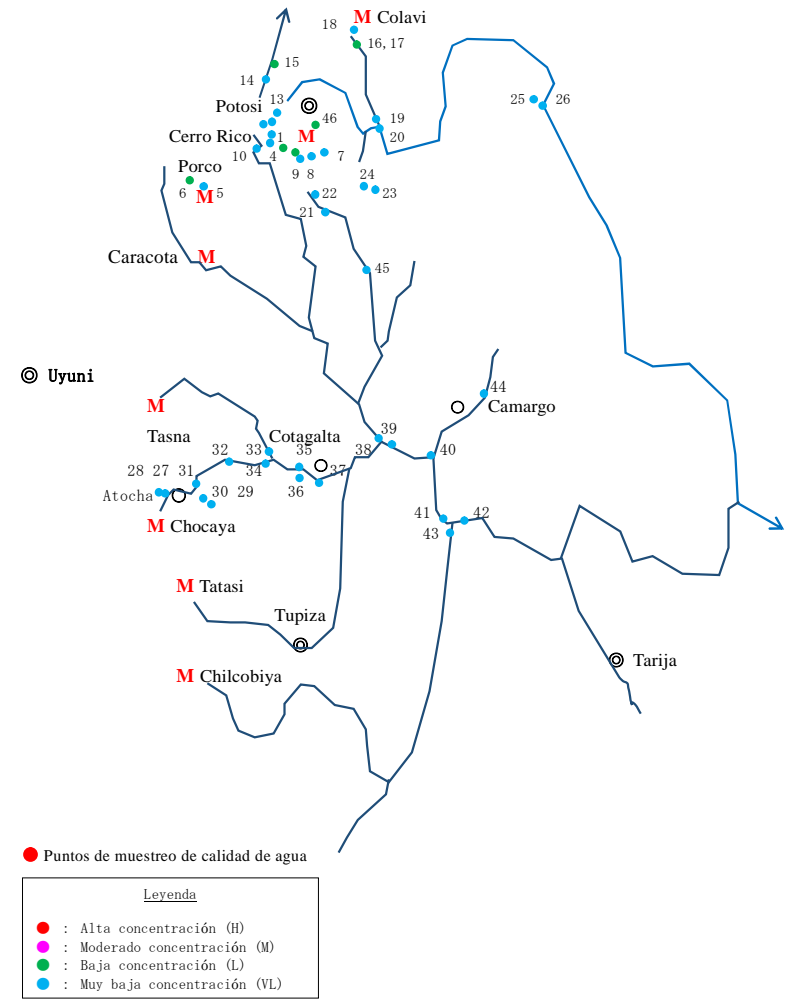 M Colavi
18
16, 17
15
14
13
Potosi
46
19
25
26
Cerro Rico
1
M
20
10
4
7
9
8
Porco
24
6
M
5
22
23
21
Caracota
M
45
Uyuni
44
M
Camargo
Tasna
Cotagalta
39
32
33
35
38
40
28
27
31
34
37
Atocha
30
29
36
M Chocaya
41
42
43
M Tatasi
Tupiza
Tarija
M Chilcobiya
Puntos de muestreo de calidad de agua
Leyenda
: Alta concentración (H)
: Moderado concentración (M)
: Baja concentración (L)
: Muy baja concentración (VL)